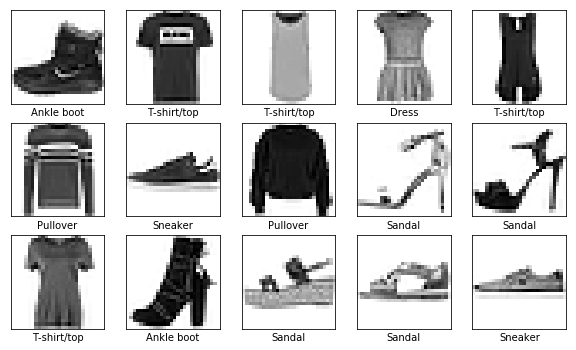 Ankle boot T-shirt/top T-shirt/top Dress T-shirt/top
Pullover Sneaker Pullover Sandal Sandal
T-shirt/top Ankle boot Sandal Sandal Sneaker